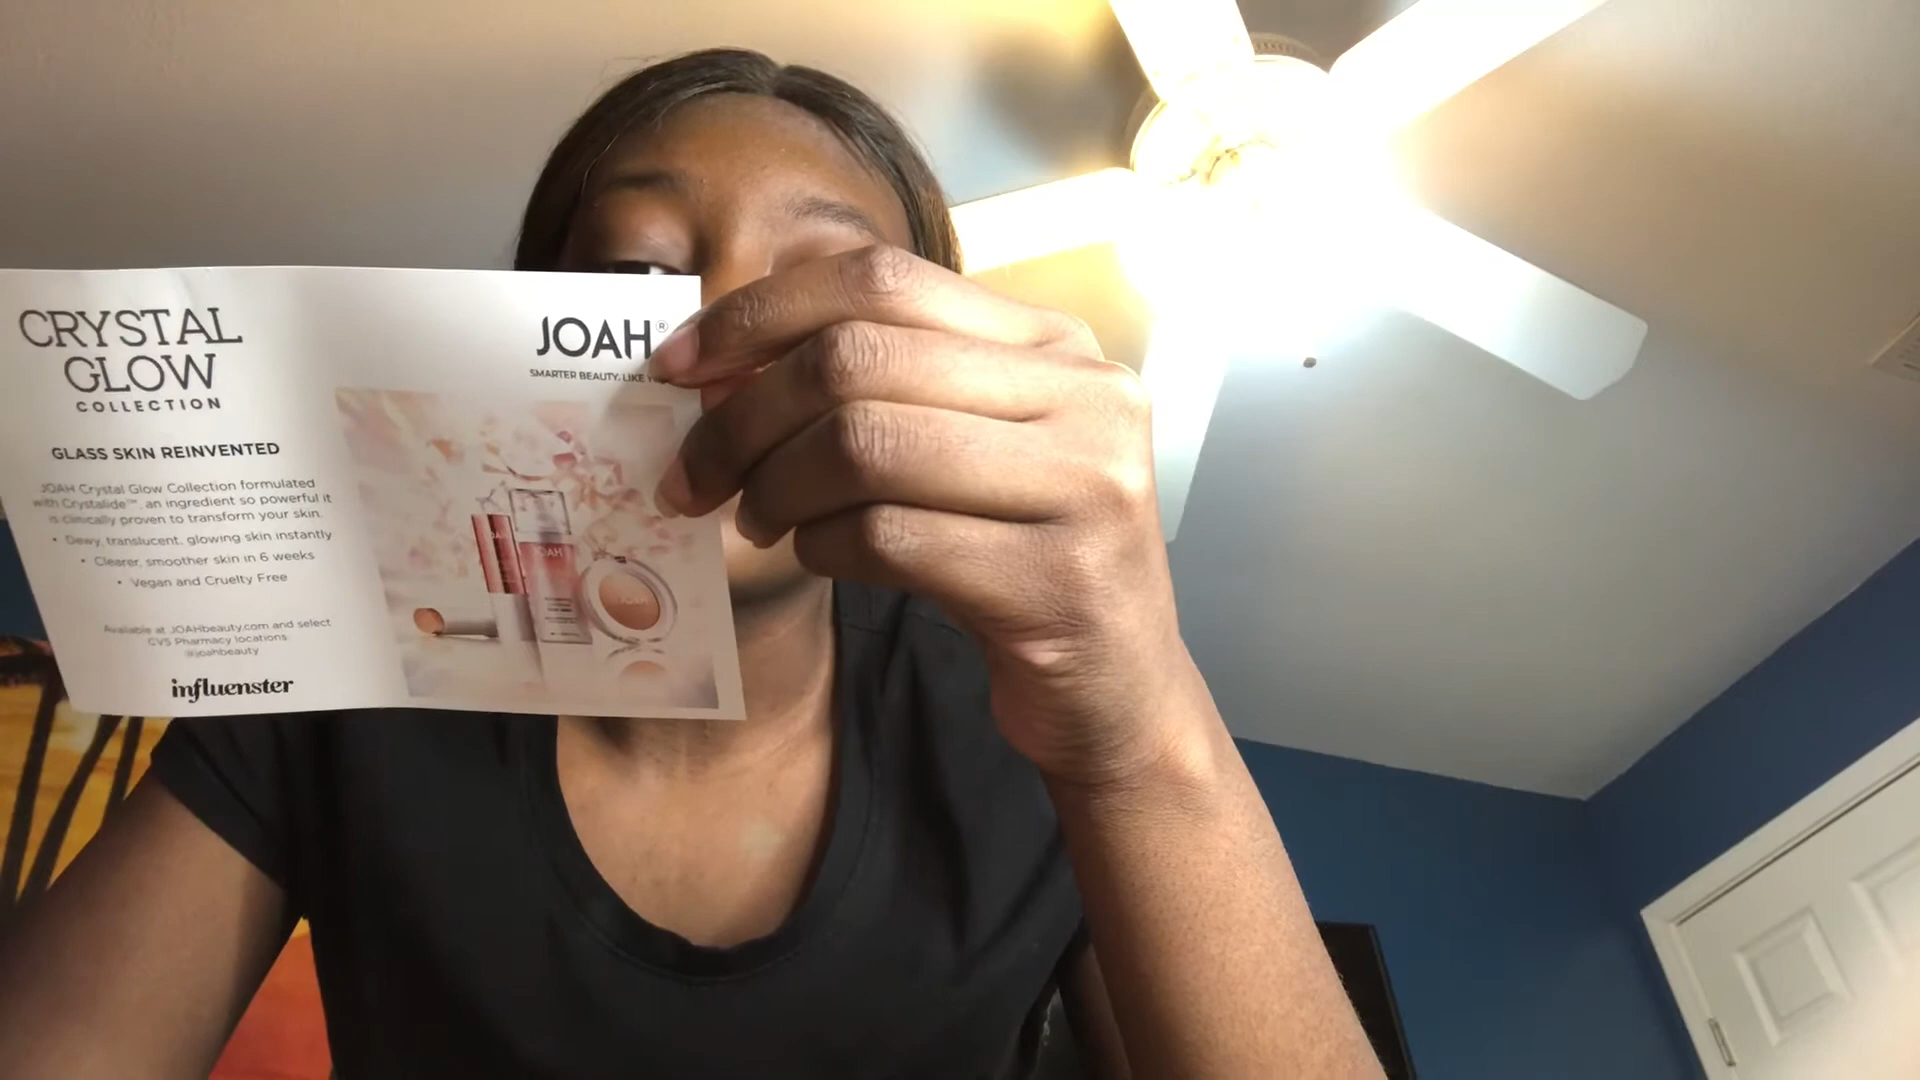 CRYSTAL
GLOW
COLLECTION
GLASS SKIN REINVENTED
JOAH Crystal Glow Collection formulated
with Crystalide™, an ingredient so powerful it
is clinically proven to transform your skin.
• Dewy, translucent, glowing skin instantly
• Clearer, smoother skin in 6 weeks
• Vegan and Cruelty Free
Available at JOAHbeauty.com and select
CVS Pharmacy locations
@joahbeauty
influenster
JOAH®
SMARTER BEAUTY. LIKE
JOAH
JOAH